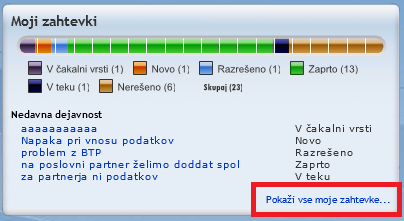 Moji zahtevki
V čakalni vrsti (1) Novo (1) Razrešeno (1) Zaprto (13)
V teku (1) Nerešeno (6) Skupaj (23)
Nedavna dejavnost
aaaaaaaaaaa V čakalni vrsti
Napaka pri vnosu podatkov Novo
problem z BTP Razrešeno
na poslovni partner želimo doddat spol Zaprto
za partnerja ni podatkov V teku
Pokaži vse moje zahtevke...